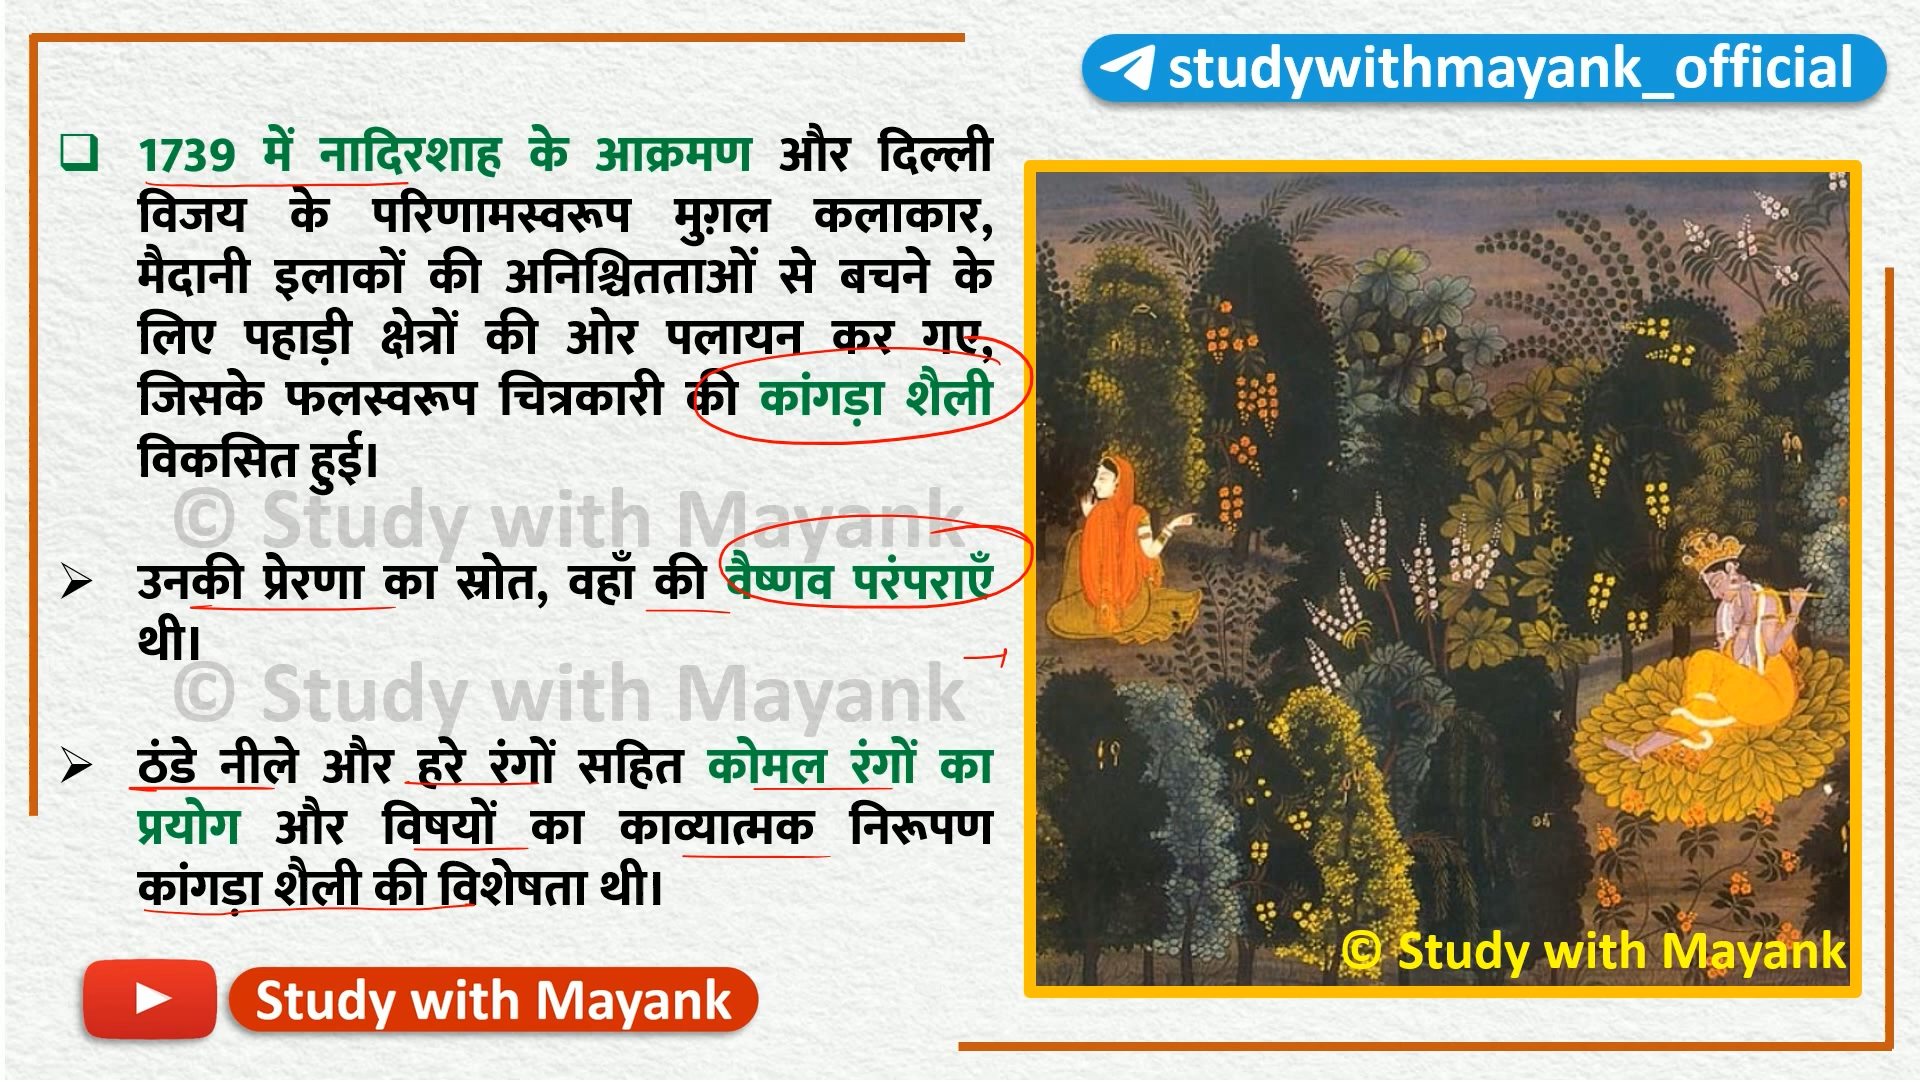 studywithmayank_official
1739 में नादिरशाह के आक्रमण और दिल्ली
विजय के परिणामस्वरूप मुग़ल कलाकार,
मैदानी इलाकों की अनिश्चितताओं से बचने के
लिए पहाड़ी क्षेत्रों की ओर पलायन कर गए,
जिसके फलस्वरूप चित्रकारी की कांगड़ा शैली
विकसित हुई।
© Study with Mayank
उनकी प्रेरणा का स्रोत, वहाँ की वैष्णव परंपराएँ
थी।
© Study with Mayank
ठंडे नीले और हरे रंगों सहित कोमल रंगों का
प्रयोग और विषयों का काव्यात्मक निरूपण
कांगड़ा शैली की विशेषता थी।
© Study with Mayank
Study with Mayank